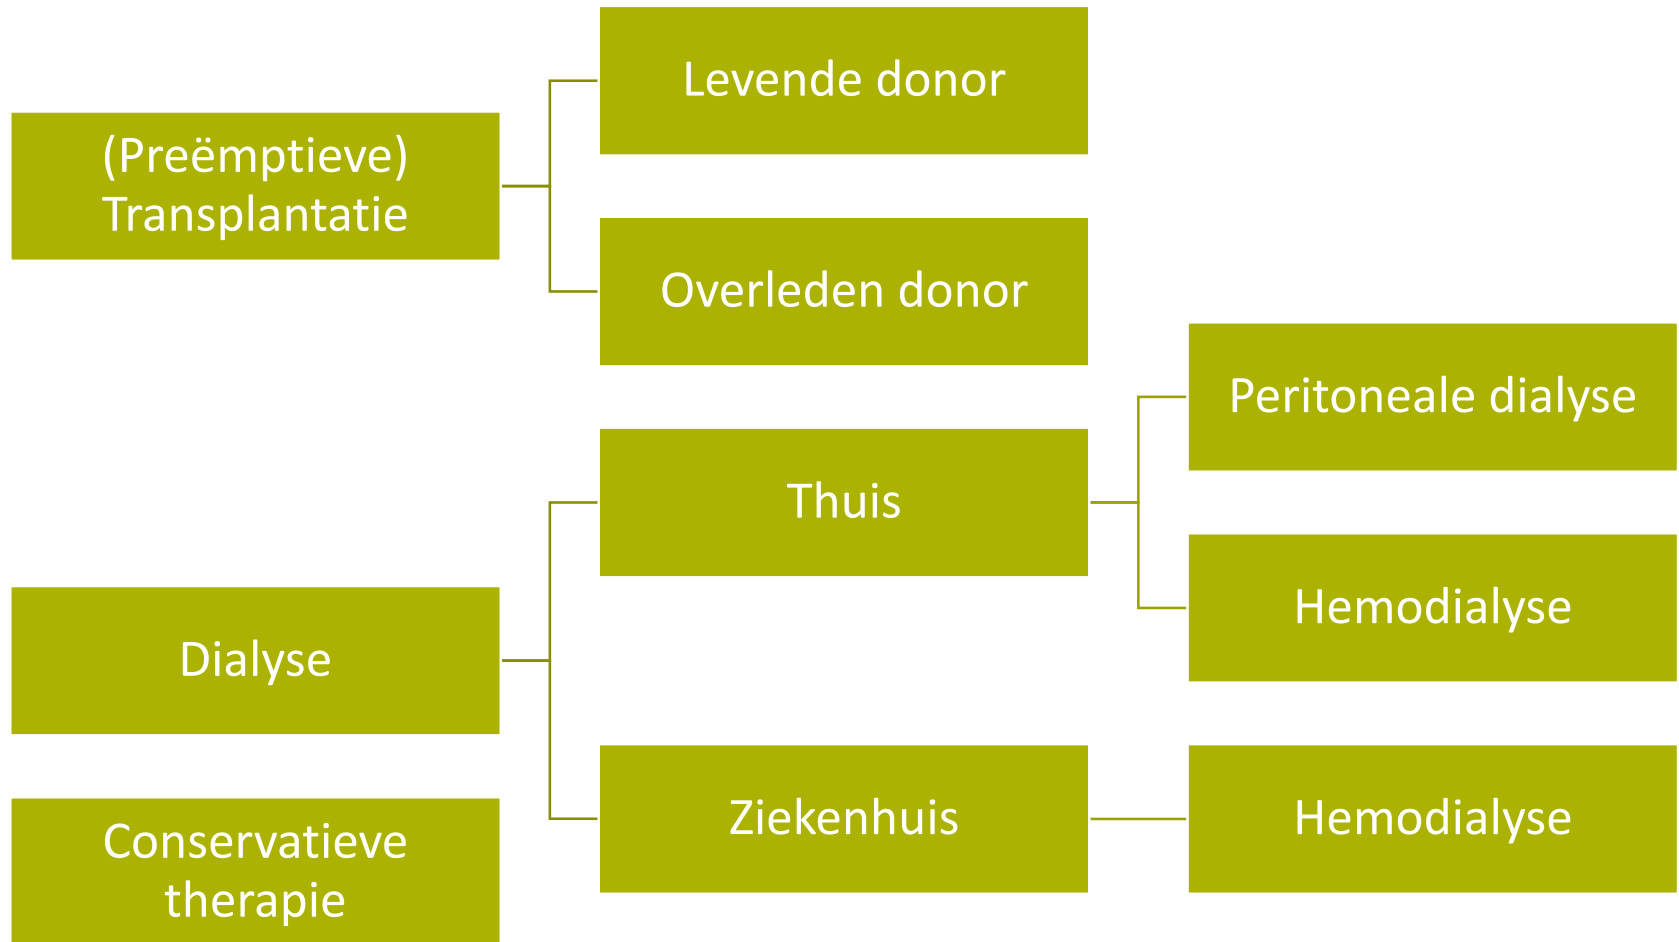 Levende donor
(Preëmptieve)
Transplantatie
Overleden donor
Peritoneale dialyse
Thuis
Hemodialyse
Dialyse
Ziekenhuis
Hemodialyse
Conservatieve
therapie